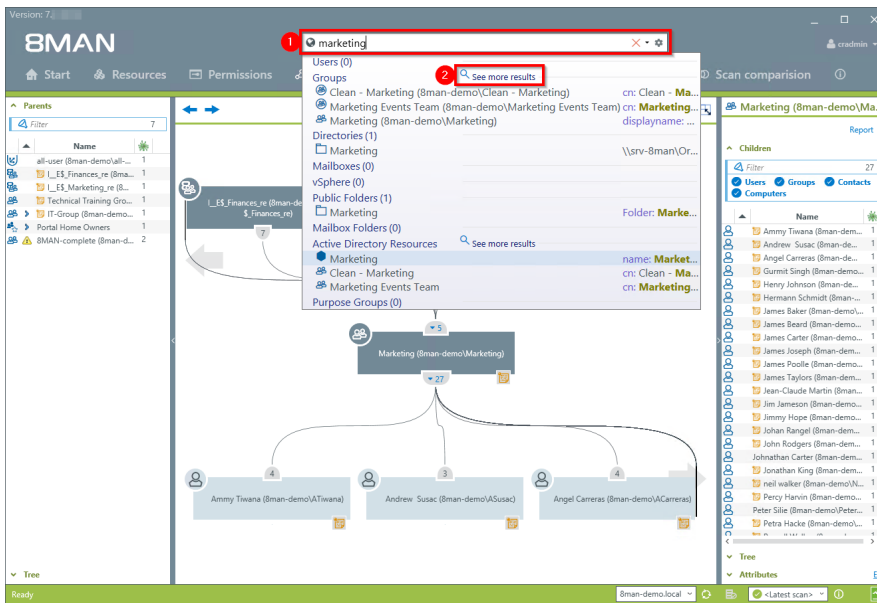 Version: 7.
8MAN
cradmin
Start
Resources
Permissions
Scan comparision
1
marketing
2
Users (0)
Groups
See more results
Clean - Marketing (8man-demo\Clean - Marketing) cn: Clean - Ma...
Marketing Events Team (8man-demo\Marketing Events Team) cn: Marketing...
Marketing (8man-demo\Marketing) displayname: ...
Directories (1)
Marketing \\srv-8man\Or...
Mailboxes (0)
vSphere (0)
Public Folders (1)
Marketing Folder: Marke...
Mailbox Folders (0)
Active Directory Resources
See more results
Marketing name: Market...
Clean - Marketing cn: Clean - Ma...
Marketing Events Team cn: Marketing...
Purpose Groups (0)
Parents
Filter 7
Name
all-user (8man-demo\all-... 1
I__E$_Finances_re (8ma... 1
I__E$_Marketing_re (8... 1
Technical Training Gro... 1
IT-Group (8man-demo... 1
Portal Home Owners 1
8MAN-complete (8man-d... 2
Tree
I__E$_Finances_re (8man-de
$_Finances_re)
7
5
Marketing (8man-demo\Marketing)
27
4
3
4
Ammy Tiwana (8man-demo\ATiwana)
Andrew Susac (8man-demo\ASusac)
Angel Carreras (8man-demo\ACarreras)
Marketing (8man-demo\Ma...
Report
Children
Filter 27
Users Groups Contacts
Computers
Name
Ammy Tiwana (8man-dem... 1
Andrew Susac (8man-de... 1
Angel Carreras (8man-de... 1
Gurmit Singh (8man-demo... 1
Henry Johnson (8man-de... 1
Hermann Schmidt (8man-... 1
James Baker (8man-demo\... 1
James Beard (8man-demo... 1
James Carter (8man-demo... 1
James Joseph (8man-dem... 1
James Poolle (8man-demo... 1
James Taylors (8man-dem... 1
Jean-Claude Martin (8man... 1
Jim Jameson (8man-demo... 1
Jimmy Hope (8man-demo... 1
Johan Rangel (8man-dem... 1
John Rodgers (8man-dem... 1
Johnathan Carter (8man-dem... 1
Jonathan King (8man-dem... 1
neil walker (8man-demo\N... 1
Percy Harvin (8man-demo... 1
Peter Silie (8man-demo\Peter... 1
Petra Hacke (8man-demo\... 1
Tree
Attributes
Ready
8man-demo.local
<Latest scan>